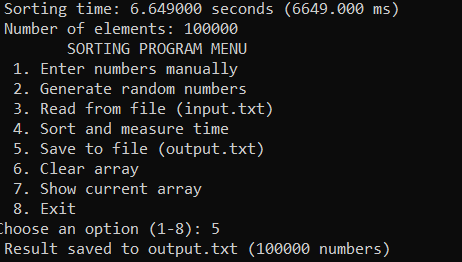 Sorting time: 6.649000 seconds (6649.000 ms)
Number of elements: 100000
SORTING PROGRAM MENU
1. Enter numbers manually
2. Generate random numbers
3. Read from file (input.txt)
4. Sort and measure time
5. Save to file (output.txt)
6. Clear array
7. Show current array
8. Exit
Choose an option (1-8): 5
Result saved to output.txt (100000 numbers)